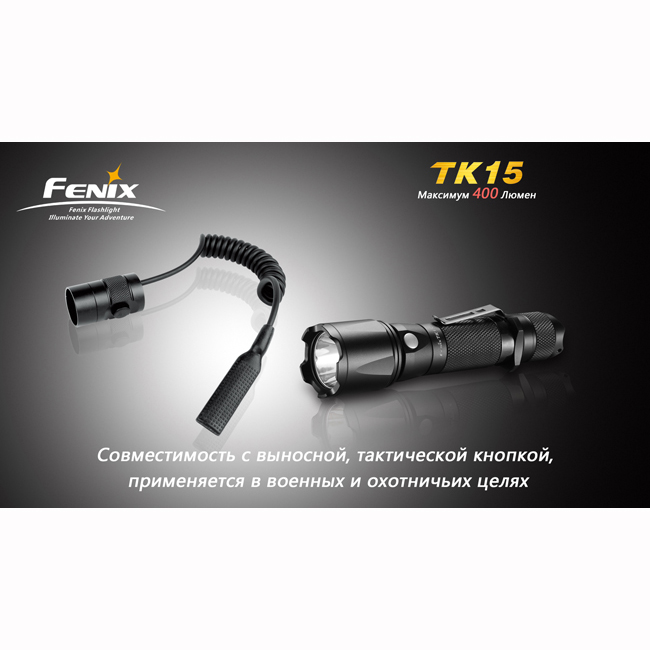 FENIX
Fenix Flashlight
Illuminate Your Adventure
TK15
Максимум 400 Люмен
Совместимость с выносной, тактической кнопкой,
применяется в военных и охотничьих целях